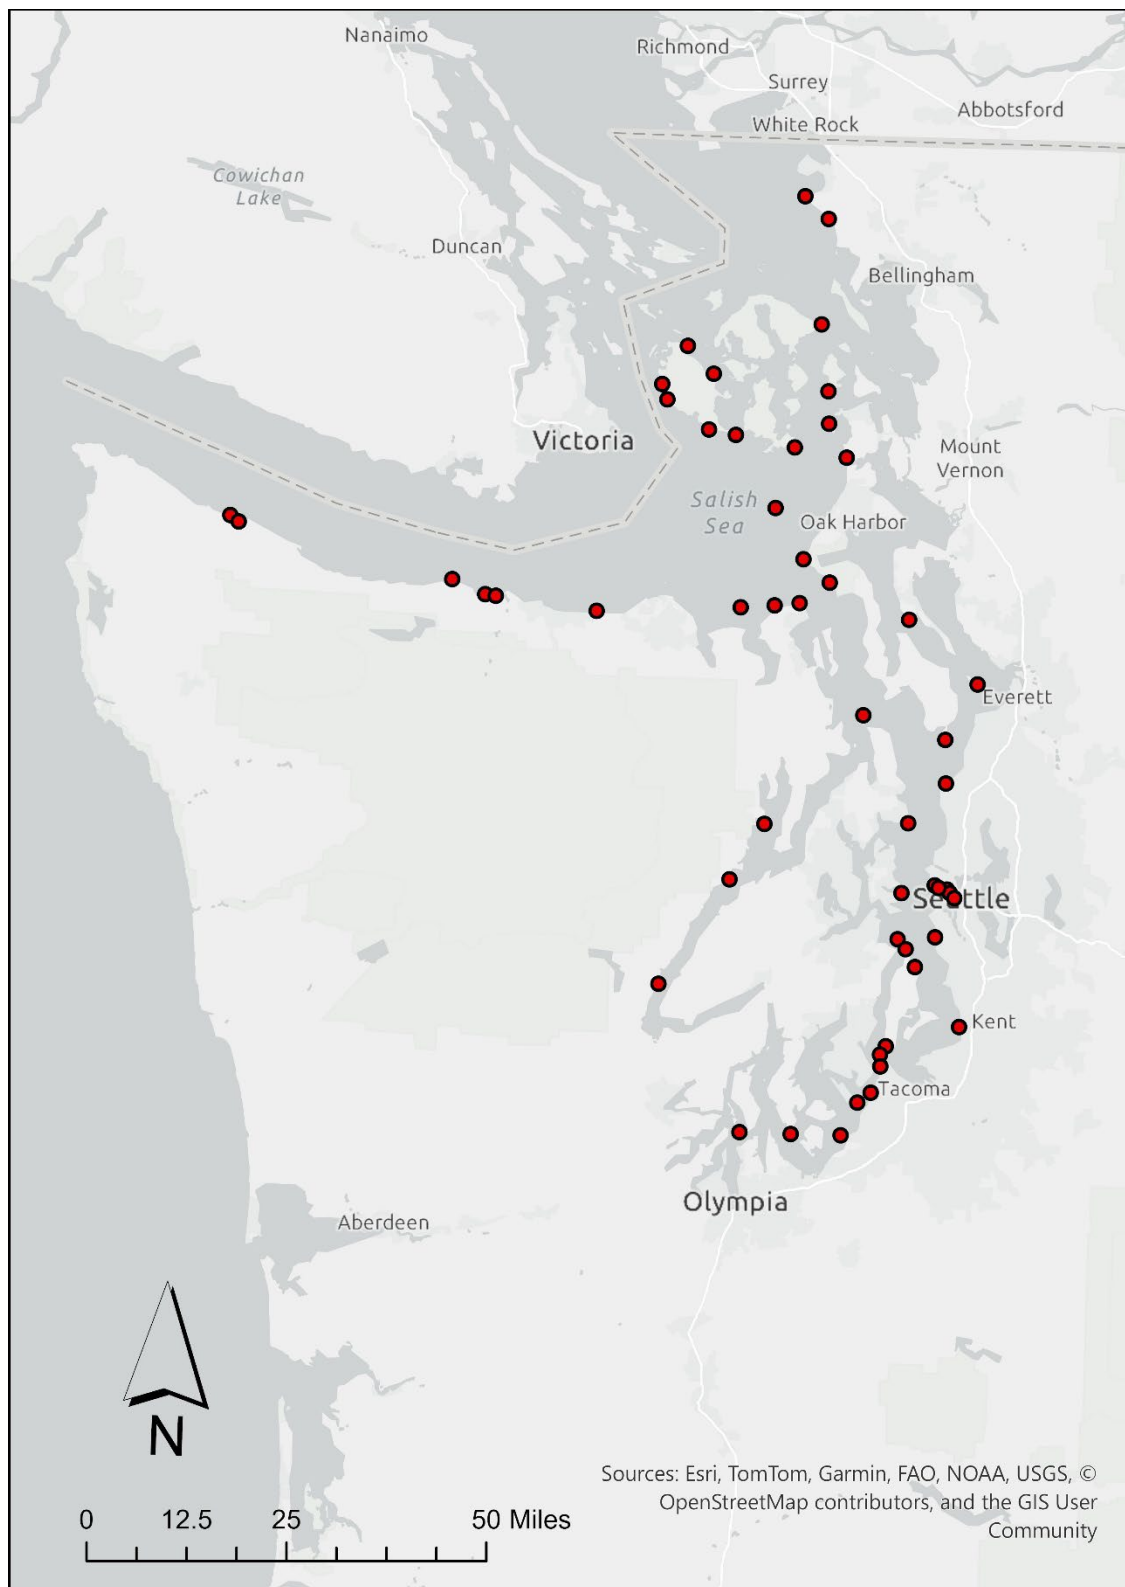 Nanaimo
Richmond
Surrey
Abbotsford
White Rock
Cowichan
Lake
Duncan
Bellingham
Victoria
Mount
Vernon
Salish
Sea
Oak Harbor
Everett
Seattle
Kent
Tacoma
Olympia
Aberdeen
N
Sources: Esri, TomTom, Garmin, FAO, NOAA, USGS, ©
OpenStreetMap contributors, and the GIS User
Community
0 12.5 25 50 Miles